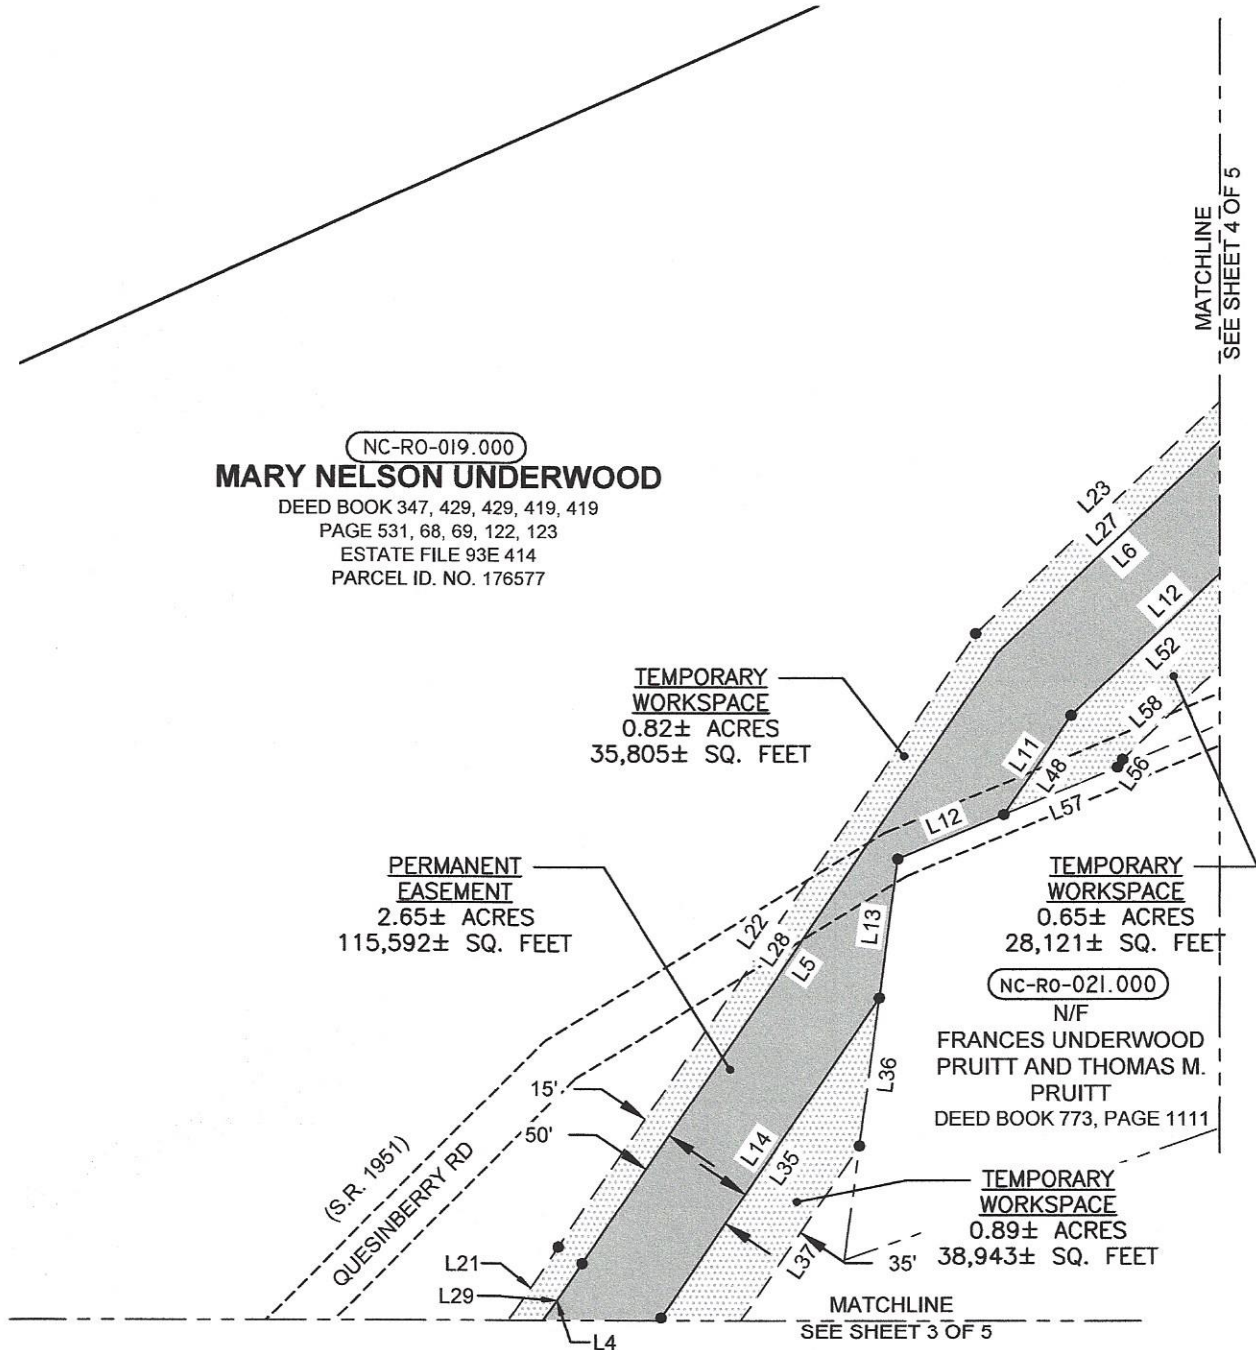 MATCHLINE
SEE SHEET 4 OF 5
NC-RO-019.000
MARY NELSON UNDERWOOD
DEED BOOK 347, 429, 429, 419, 419
PAGE 531, 68, 69, 122, 123
ESTATE FILE 93E 414
PARCEL ID. NO. 176577
L23
L27
L6
L12
L52
L58
L11
L48
L56
L57
L12
TEMPORARY
WORKSPACE
0.82± ACRES
35,805± SQ. FEET
PERMANENT
EASEMENT
2.65± ACRES
115,592± SQ. FEET
L22
L28
L5
L13
TEMPORARY
WORKSPACE
0.65± ACRES
28,121± SQ. FEET
NC-RO-021.000
N/F
FRANCES UNDERWOOD
PRUITT AND THOMAS M.
PRUITT
DEED BOOK 773, PAGE 1111
L36
15'
50'
L14
L35
(S.R. 1951)
QUESINBERRY RD
TEMPORARY
WORKSPACE
0.89± ACRES
38,943± SQ. FEET
L37
35'
L21
L29
L4
MATCHLINE
SEE SHEET 3 OF 5